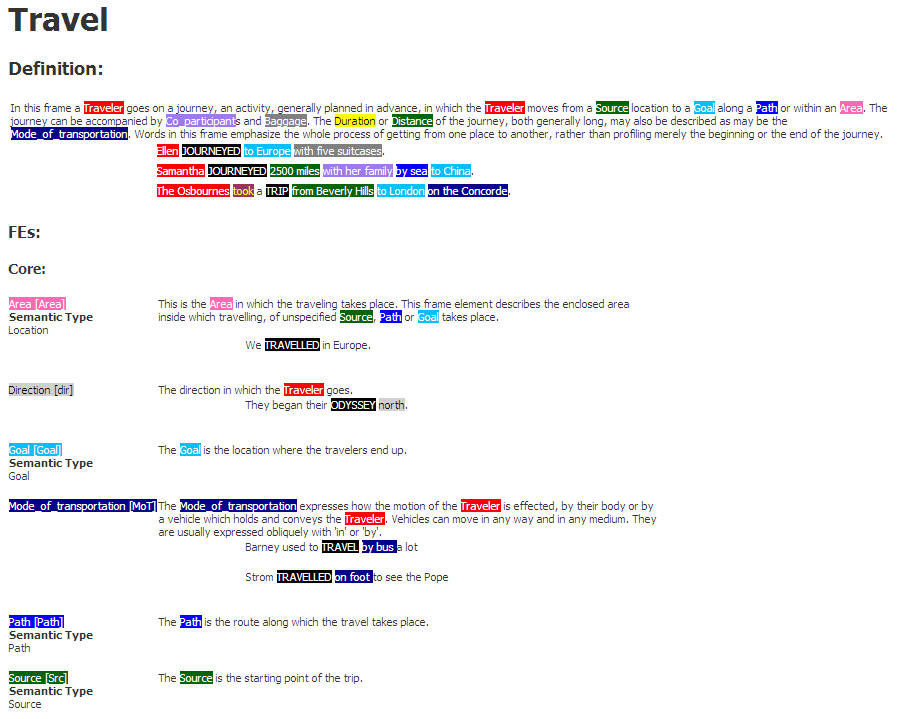 Travel
Definition:
In this frame a Traveler goes on a journey, an activity, generally planned in advance, in which the Traveler moves from a Source location to a Goal along a Path or within an Area. The
journey can be accompanied by Co_participants and Baggage. The Duration or Distance of the journey, both generally long, may also be described as may be the
Mode_of_transportation. Words in this frame emphasize the whole process of getting from one place to another, rather than profiling merely the beginning or the end of the journey.
Ellen JOURNEYED to Europe with five suitcases.
Samantha JOURNEYED 2500 miles with her family by sea to China.
The Osbournes took a TRIP from Beverly Hills to London on the Concorde.
FEs:
Core:
Area [Area] This is the Area in which the traveling takes place. This frame element describes the enclosed area
Semantic Type inside which travelling, of unspecified Source, Path or Goal takes place.
Location
We TRAVELLED in Europe.
Direction [dir] The direction in which the Traveler goes.
They began their ODYSSEY north.
Goal [Goal] The Goal is the location where the travelers end up.
Semantic Type
Goal
Mode_of_transportation [MoT] The Mode_of_transportation expresses how the motion of the Traveler is effected, by their body or by
a vehicle which holds and conveys the Traveler. Vehicles can move in any way and in any medium. They
are usually expressed obliquely with 'in' or 'by'.
Barney used to TRAVEL by bus a lot
Strom TRAVELLED on foot to see the Pope
Path [Path] The Path is the route along which the travel takes place.
Semantic Type
Path
Source [Src] The Source is the starting point of the trip.
Semantic Type
Source